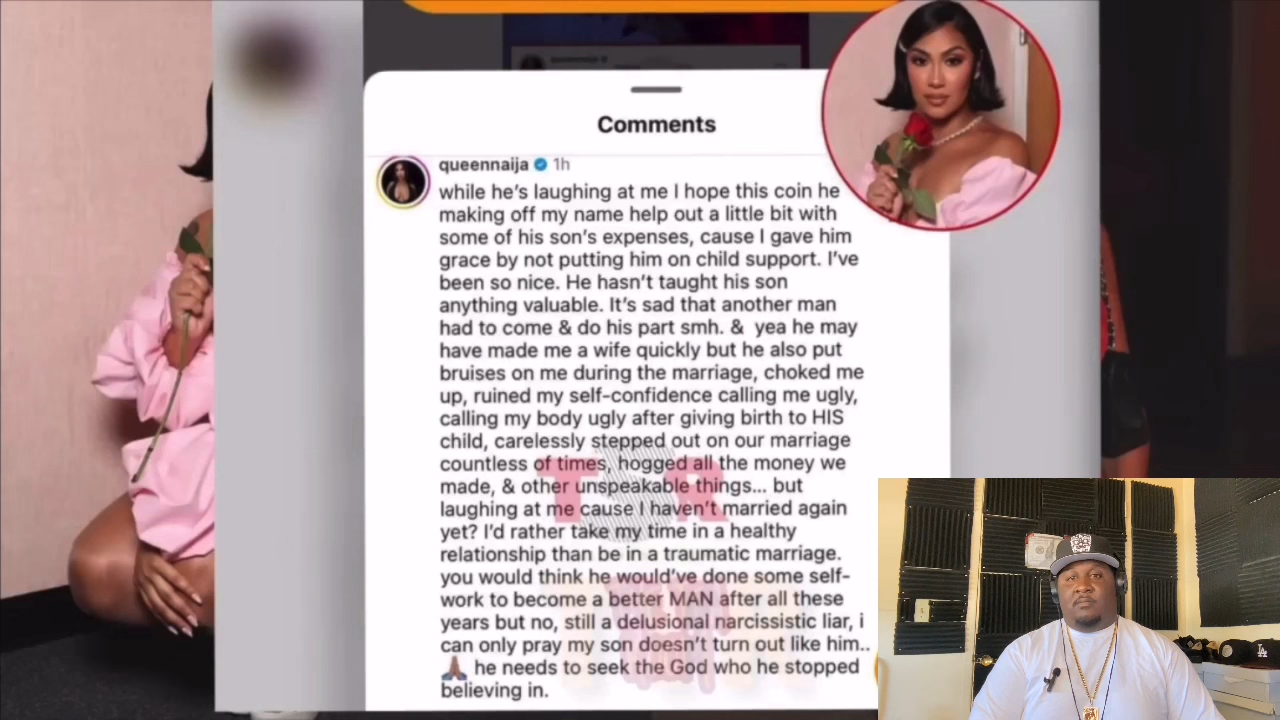 Comments
queennaija 1h
while he's laughing at me I hope this coin he
making off my name help out a little bit with
some of his son's expenses, cause I gave him
grace by not putting him on child support. I've
been so nice. He hasn't taught his son
anything valuable. It's sad that another man
had to come & do his part smh. & yea he may
have made me a wife quickly but he also put
bruises on me during the marriage, choked me
up, ruined my self-confidence calling me ugly,
calling my body ugly after giving birth to HIS
child, carelessly stepped out on our marriage
countless of times, hogged all the money we
made, & other unspeakable things... but
laughing at me cause I haven't married again
yet? I'd rather take my time in a healthy
relationship than be in a traumatic marriage.
you would think he would've done some self-
work to become a better MAN after all these
years but no, still a delusional narcissistic liar, i
can only pray my son doesn't turn out like him..
🙏🏾 he needs to seek the God who he stopped
believing in.
TSR
LA